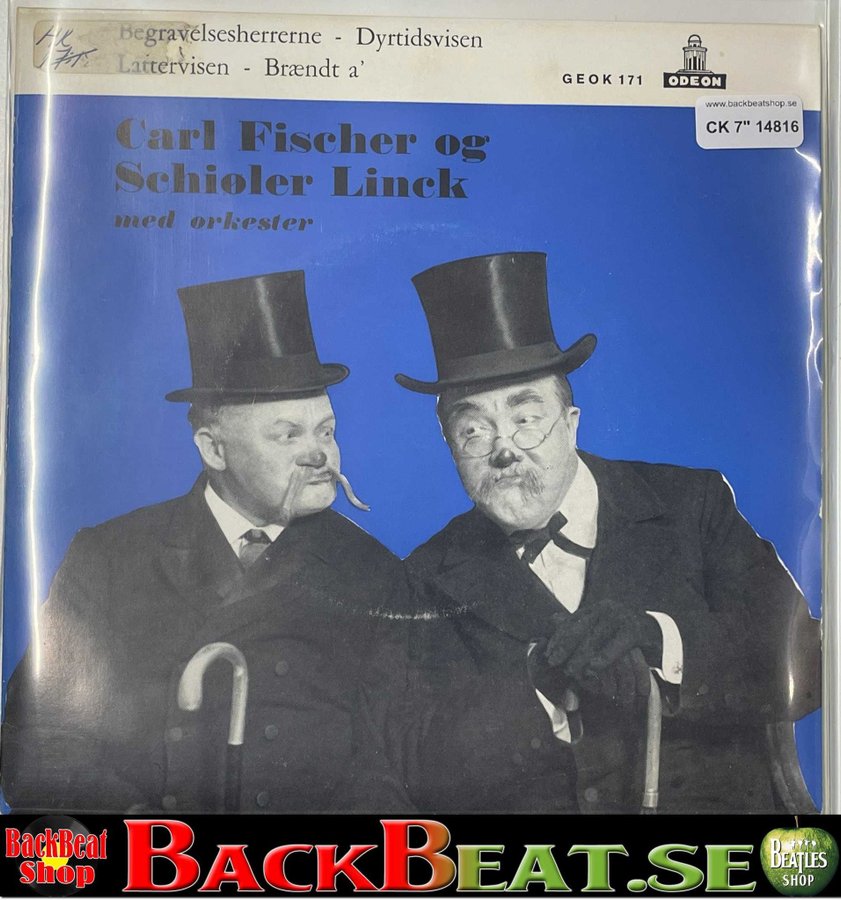 Begravelsesherrerne - Dyrtidsvisen
Lattervisen - Brændt a'
GEOK 171
ODEON
www.backbeatshop.se
CK 7" 14816
Carl Fischer og
Schiøler Linck
med orkester
BackBeat
Shop
BACKBEAT.SE
BEATLES
SHOP